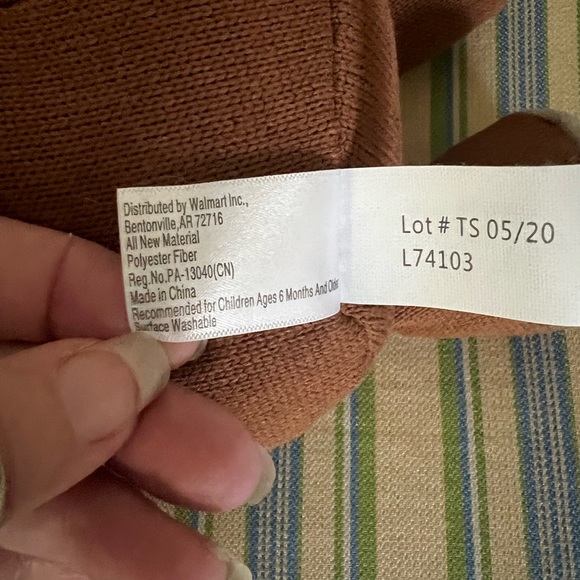 Distributed by Walmart Inc.,
Bentonville,AR 72716
All New Material
Polyester Fiber
Reg.No.PA-13040(CN)
Made in China
Recommended for Children Ages 6 Months And Older
Surface Washable
Lot # TS 05/20
L74103